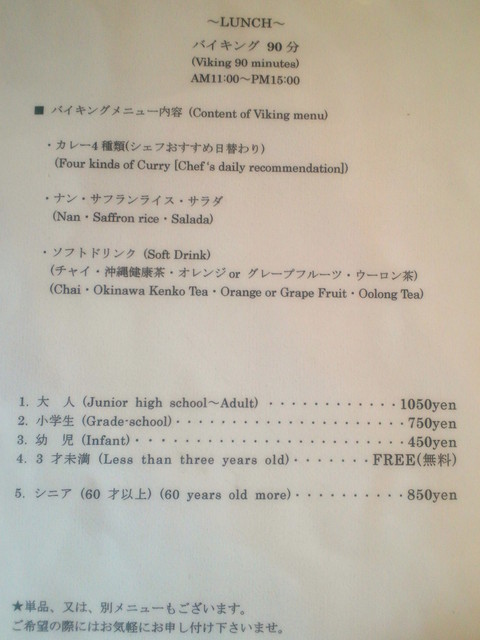 ～LUNCH～
バイキング 90 分
(Viking 90 minutes)
AM11:00～PM15:00
■ バイキングメニュー内容 (Content of Viking menu)
・カレー4 種類(シェフおすすめ日替わり)
(Four kinds of Curry [Chef's daily recommendation])
・ナン・サフランライス・サラダ
(Nan・Saffron rice・Salada)
・ソフトドリンク (Soft Drink)
(チャイ・沖縄健康茶・オレンジ or グレープフルーツ・ウーロン茶)
(Chai・Okinawa Kenko Tea・Orange or Grape Fruit・Oolong Tea)
1. 大 人 (Junior high school～Adult) ・・・・・・・・・・・・ 1050yen
2. 小学生 (Grade-school)・・・・・・・・・・・・・・・・・・・・・ 750yen
3. 幼 児 (Infant)・・・・・・・・・・・・・・・・・・・・・・・・・ 450yen
4. 3 才未満 (Less than three years old)・・・・・・・FREE(無料)
5. シニア (60 才以上) (60 years old more)・・・・・・・・・・850yen
★単品、又は、別メニューもございます。
ご希望の際にはお気軽にお申し付け下さいませ。